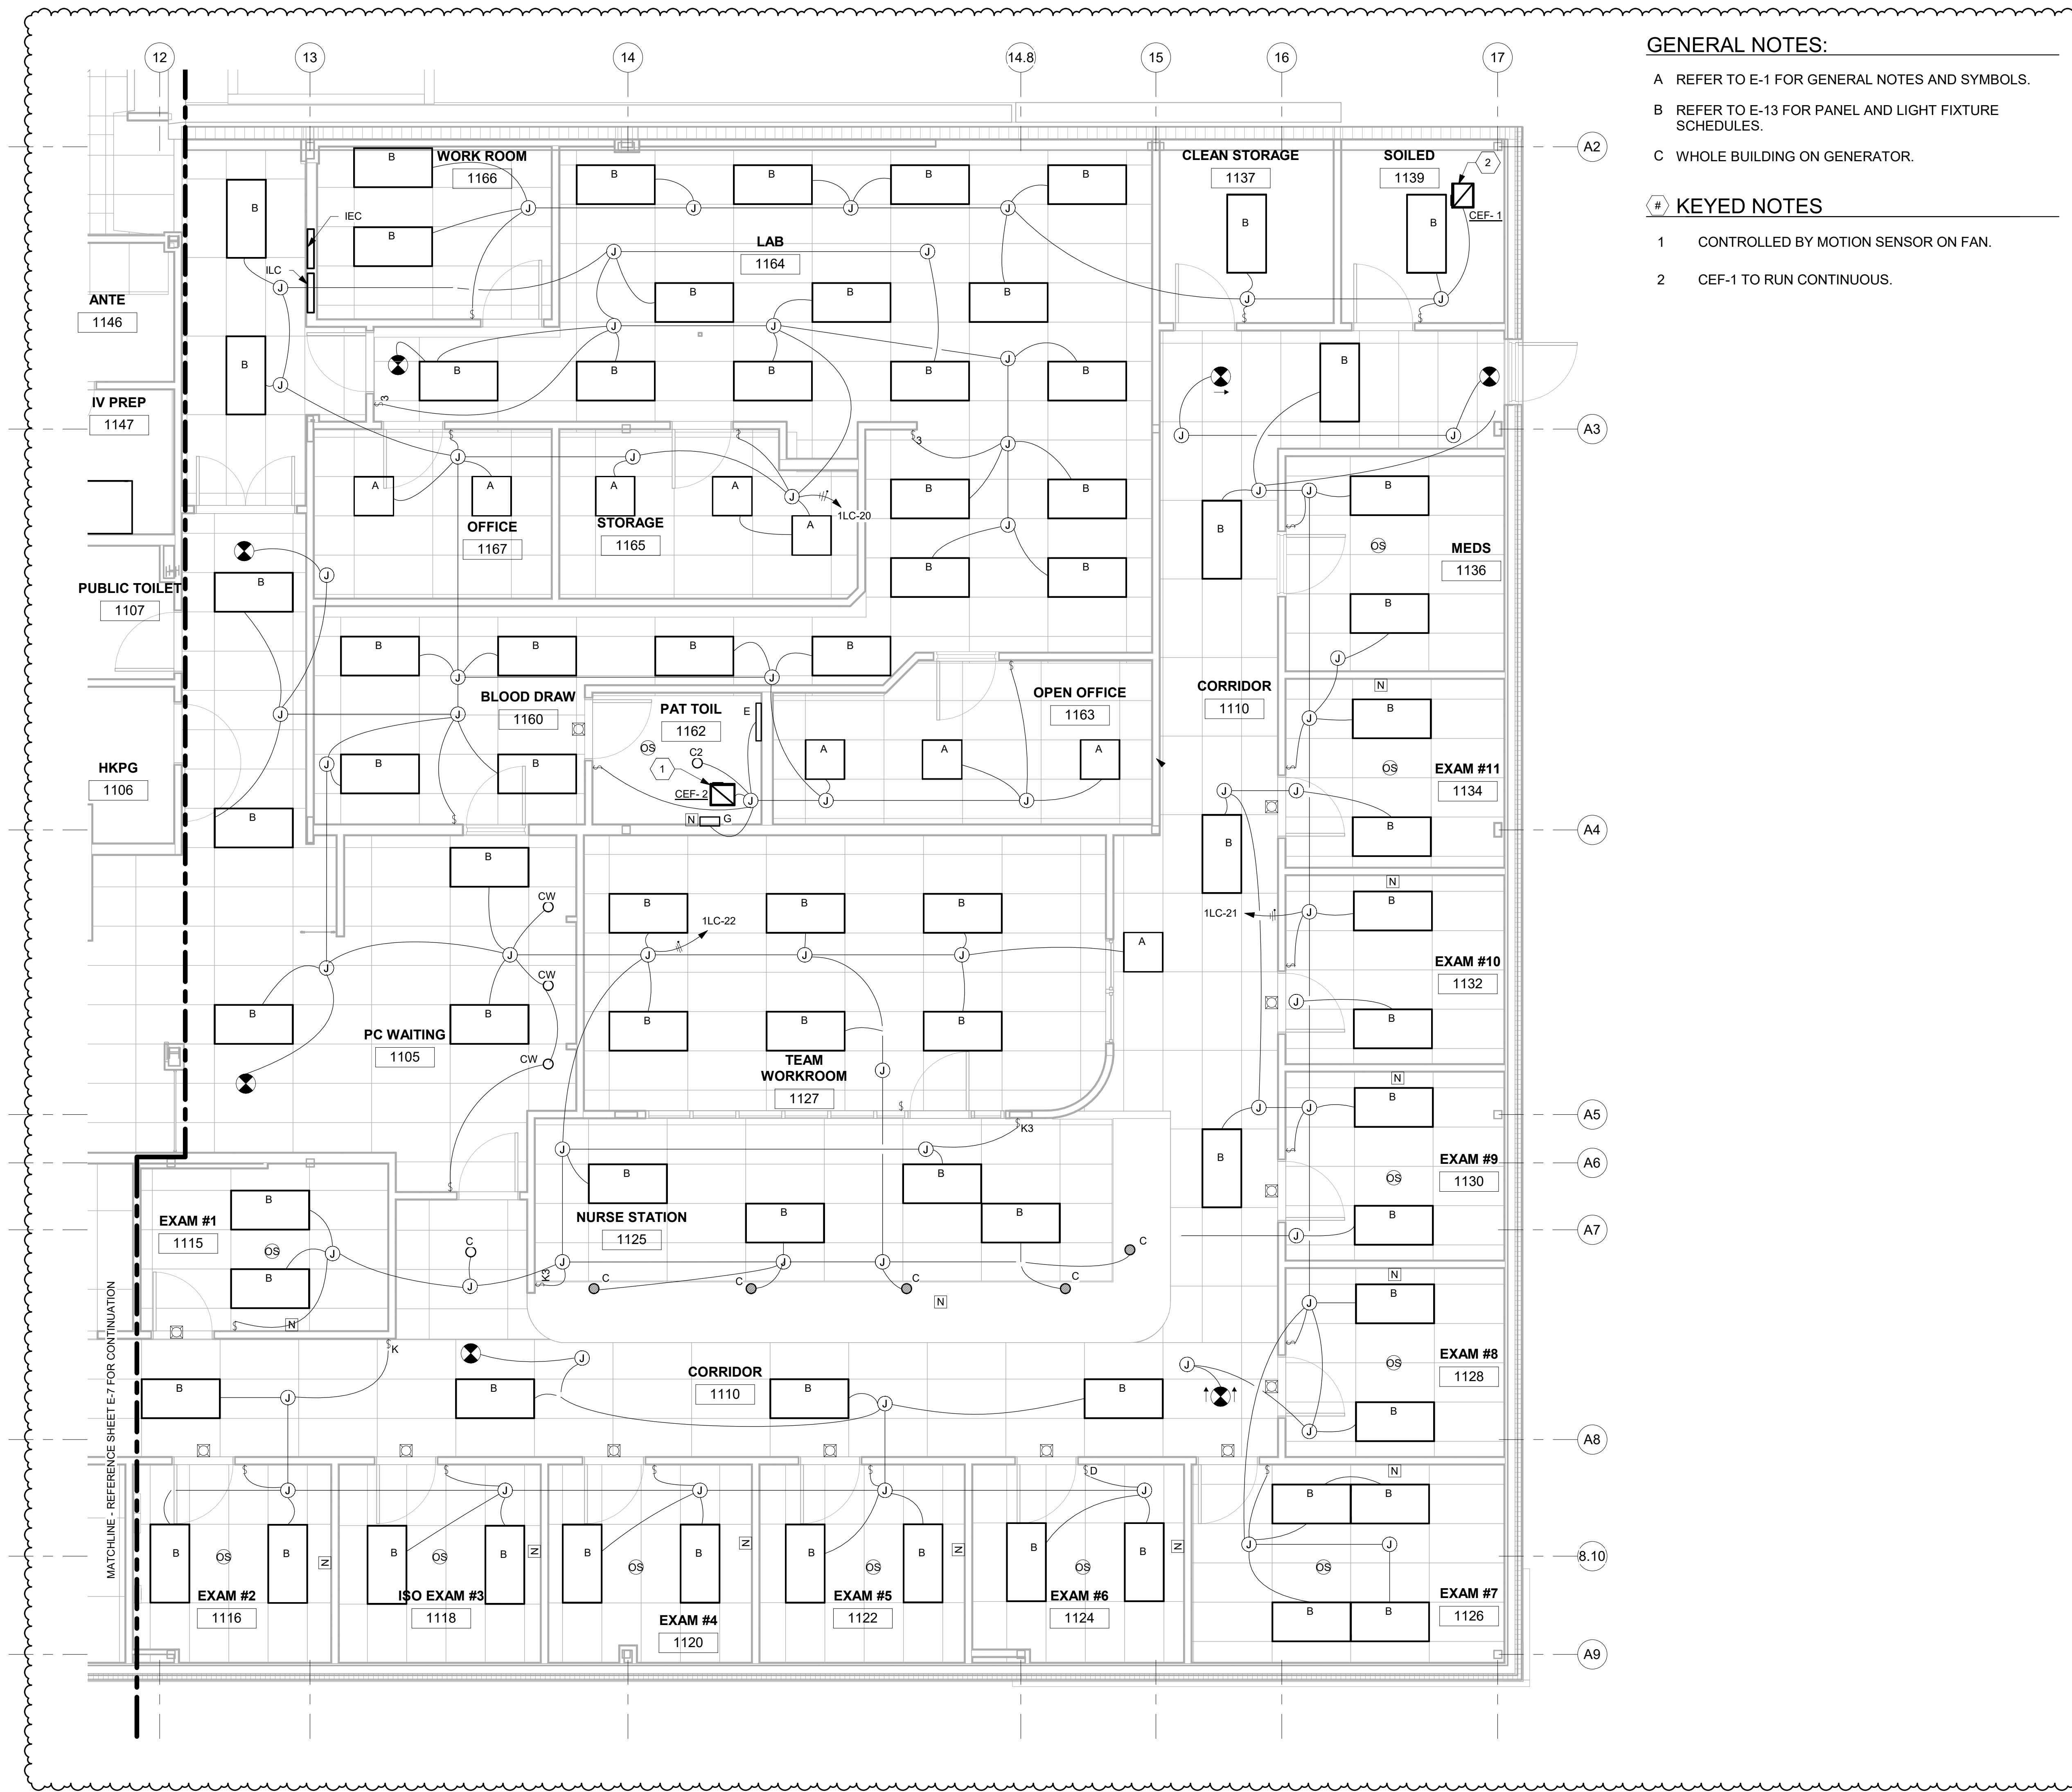 GENERAL NOTES:
A REFER TO E-1 FOR GENERAL NOTES AND SYMBOLS.
B REFER TO E-13 FOR PANEL AND LIGHT FIXTURE
SCHEDULES.
C WHOLE BUILDING ON GENERATOR.
# KEYED NOTES
1 CONTROLLED BY MOTION SENSOR ON FAN.
2 CEF-1 TO RUN CONTINUOUS.
12 13 14 14.8 15 16 17
A2
A3
A4
A5
A6
A7
A8
8.10
A9
WORK ROOM
1166
IEC
ILC
LAB
1164
CLEAN STORAGE
1137
SOILED
1139
2
CEF- 1
ANTE
1146
IV PREP
1147
OFFICE
1167
STORAGE
1165
1LC-20
MEDS
1136
PUBLIC TOILET
1107
HKPG
1106
BLOOD DRAW
1160
PAT TOIL
1162
E
C2
1
CEF- 2
N
G
OS
OPEN OFFICE
1163
CORRIDOR
1110
EXAM #11
1134
1LC-21
EXAM #10
1132
1LC-22
CW
CW
CW
PC WAITING
1105
TEAM
WORKROOM
1127
K3
EXAM #9
1130
EXAM #1
1115
NURSE STATION
1125
C
K3
C C C C C
N
EXAM #8
1128
K
CORRIDOR
1110
D
EXAM #2
1116
ISO EXAM #3
1118
EXAM #4
1120
EXAM #5
1122
EXAM #6
1124
EXAM #7
1126
MATCHLINE - REFERENCE SHEET E-7 FOR CONTINUATION